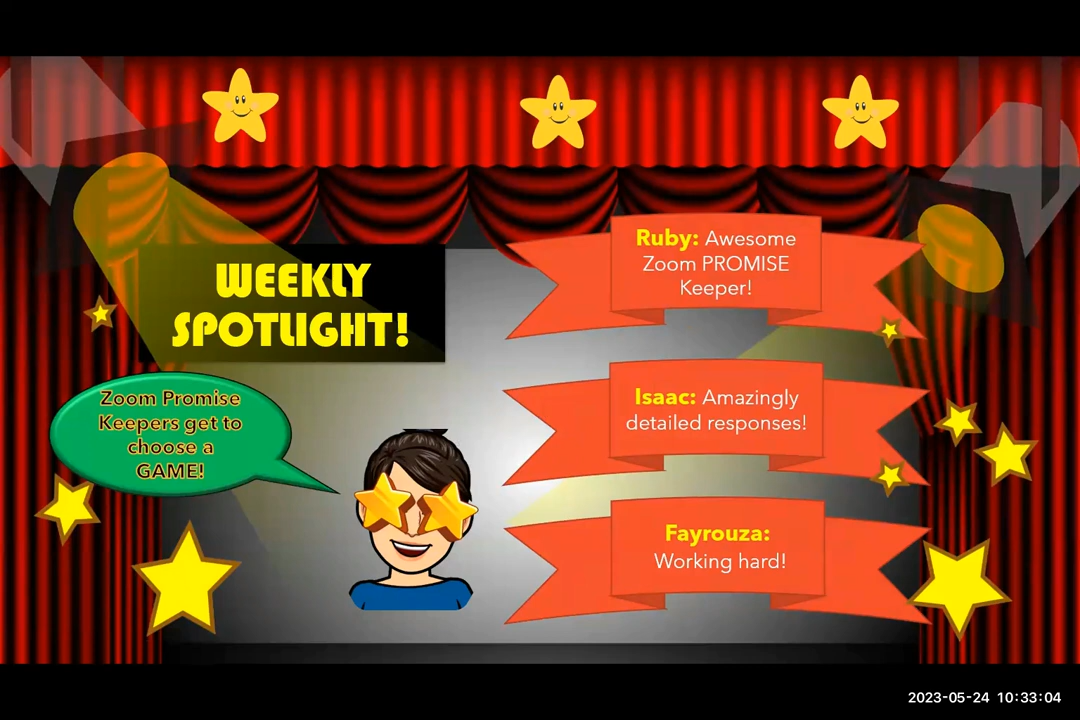 WEEKLY
SPOTLIGHT!
Zoom Promise
Keepers get to
choose a
GAME!
Ruby: Awesome
Zoom PROMISE
Keeper!
Isaac: Amazingly
detailed responses!
Fayrouza:
Working hard!
2023-05-24 10:33:04